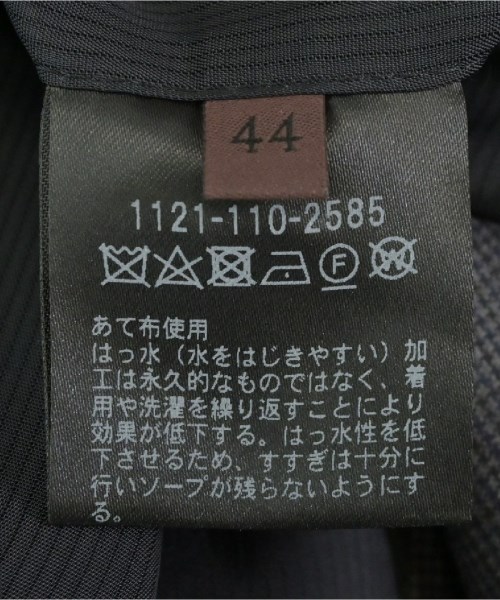 44
1121-110-2585
F W
あて布使用
はっ水（水をはじきやすい）加
工は永久的なものではなく、着
用や洗濯を繰り返すことにより
効果が低下する。はっ水性を低
下させるため、すすぎは十分に
行いソープが残らないようにす
る。